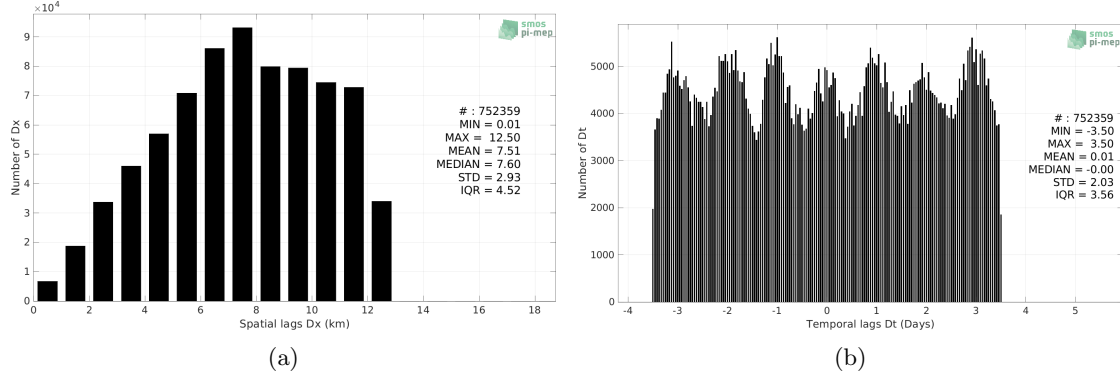 ×10⁴
9
8
7
6
5
4
3
2
1
0
Number of Dx
0 2 4 6 8 10 12 14 16 18
Spatial lags Dx (km)
smos
pi-mep
# : 752359
MIN = 0.01
MAX = 12.50
MEAN = 7.51
MEDIAN = 7.60
STD = 2.93
IQR = 4.52
(a)
5000
4000
3000
2000
1000
0
Number of Dt
-4 -3 -2 -1 0 1 2 3 4 5
Temporal lags Dt (Days)
smos
pi-mep
# : 752359
MIN = -3.50
MAX = 3.50
MEAN = 0.01
MEDIAN = -0.00
STD = 2.03
IQR = 3.56
(b)